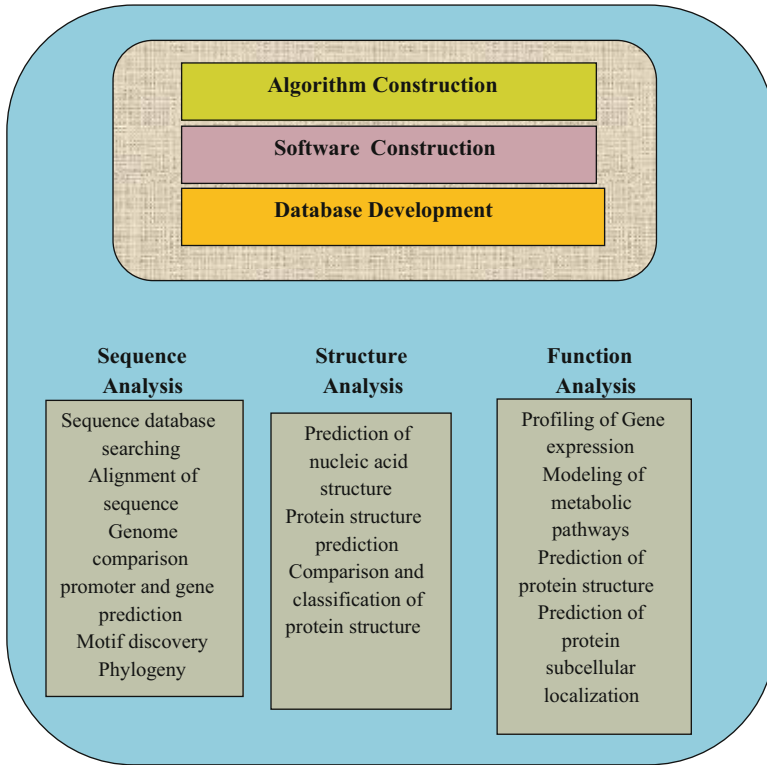 Algorithm Construction
Software Construction
Database Development
Sequence
Analysis
Sequence database
searching
Alignment of
sequence
Genome
comparison
promoter and gene
prediction
Motif discovery
Phylogeny
Structure
Analysis
Prediction of
nucleic acid
structure
Protein structure
prediction
Comparison and
classification of
protein structure
Function
Analysis
Profiling of Gene
expression
Modeling of
metabolic
pathways
Prediction of
protein structure
Prediction of
protein
subcellular
localization